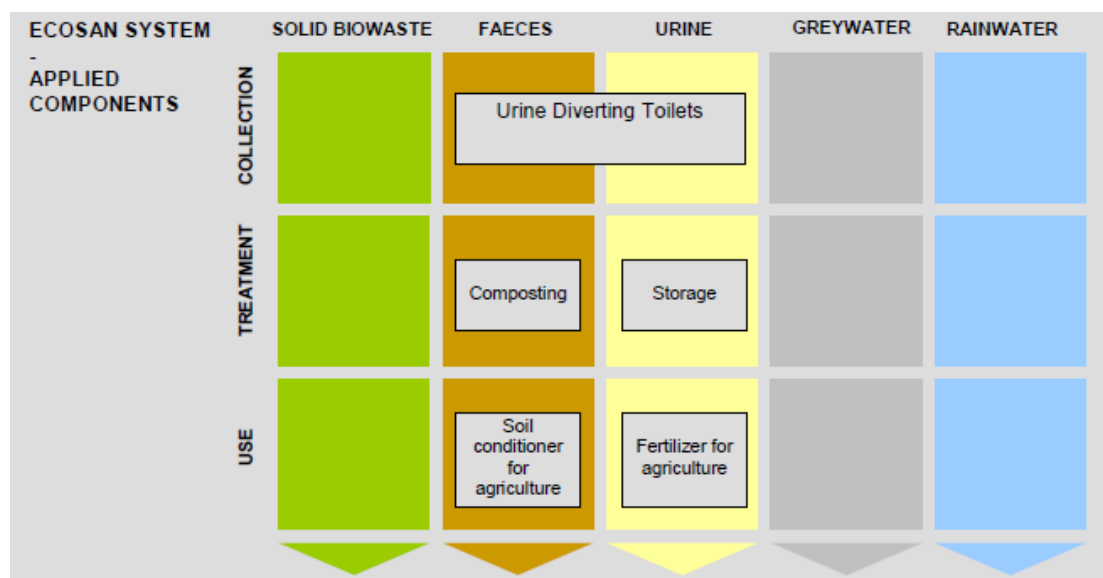 ECOSAN SYSTEM
-
APPLIED
COMPONENTS
SOLID BIOWASTE
FAECES
URINE
GREYWATER
RAINWATER
COLLECTION
Urine Diverting Toilets
TREATMENT
Composting
Storage
USE
Soil
conditioner
for
agriculture
Fertilizer for
agriculture